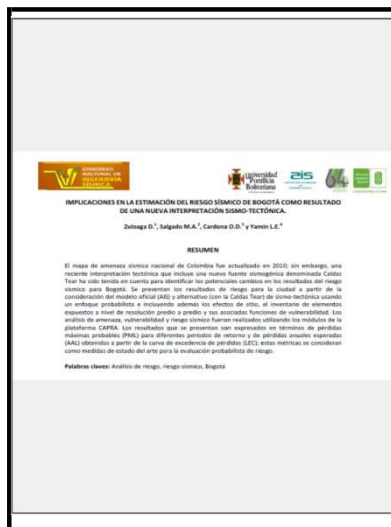 CONGRESO
NACIONAL DE
INGENIERÍA
SÍSMICA
Universidad
Pontificia
Bolivariana
ais
IMPLICACIONES EN LA ESTIMACIÓN DEL RIESGO SÍSMICO DE BOGOTÁ COMO RESULTADO
DE UNA NUEVA INTERPRETACIÓN SISMO-TECTÓNICA.
Zuloaga D.¹, Salgado M.A.², Cardona O.D.³ y Yamin L.E.⁴
RESUMEN
El mapa de amenaza sísmica nacional de Colombia fue actualizado en 2010; sin embargo, una
reciente interpretación tectónica que incluye una nueva fuente sismogénica denominada Caldas
Tear ha sido tenida en cuenta para identificar los potenciales cambios en los resultados del riesgo
sísmico para Bogotá. Se presentan los resultados de riesgo para la ciudad a partir de la
consideración del modelo oficial (AIS) y alternativo (con la Caldas Tear) de sismo-tectónica usando
un enfoque probabilista e incluyendo además los efectos de sitio, el inventario de elementos
expuestos a nivel de resolución predio a predio y sus asociadas funciones de vulnerabilidad. Los
análisis de amenaza, vulnerabilidad y riesgo sísmico fueron realizados utilizando los módulos de la
plataforma CAPRA. Los resultados que se presentan son expresados en términos de pérdidas
máximas probables (PML) para diferentes periodos de retorno y de pérdidas anuales esperadas
(AAL) obtenidas a partir de la curva de excedencia de pérdidas (LEC); estas métricas se consideran
como medidas de estado del arte para la evaluación probabilista de riesgo.
Palabras claves: Análisis de riesgo, riesgo sísmico, Bogotá